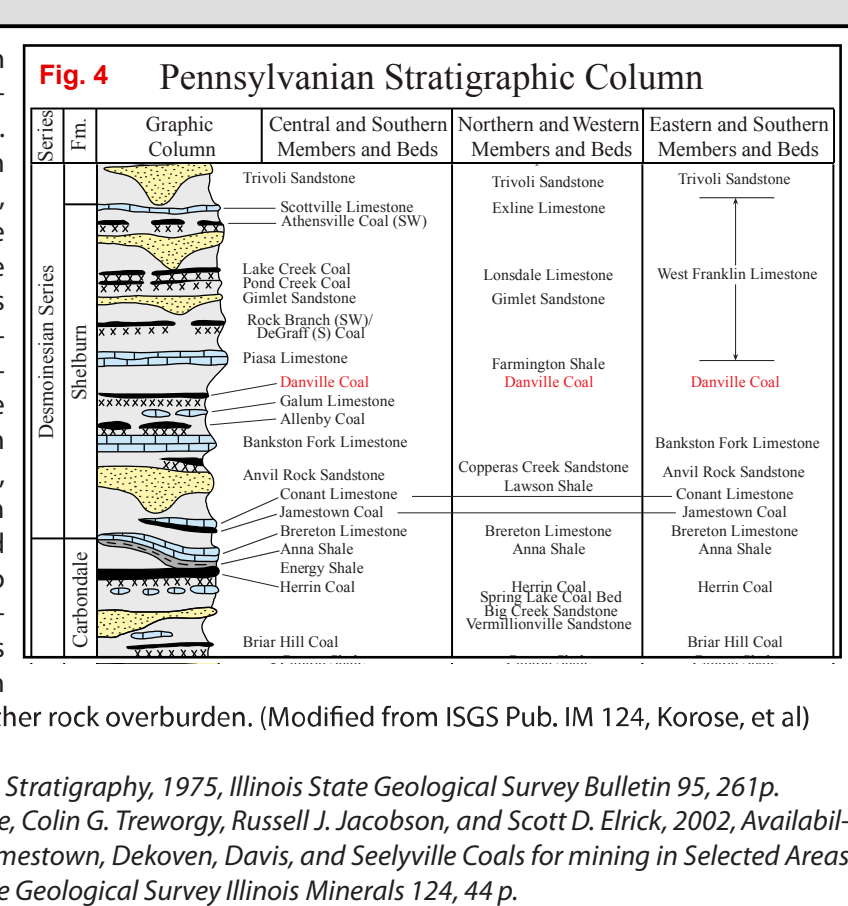 Fig. 4
Pennsylvanian Stratigraphic Column
Series
Fm.
Graphic Column
Central and Southern Members and Beds
Northern and Western Members and Beds
Eastern and Southern Members and Beds
Desmoinesian Series
Shelburn
Carbondale
Trivoli Sandstone
Scottville Limestone
Athensville Coal (SW)
Lake Creek Coal
Pond Creek Coal
Gimlet Sandstone
Rock Branch (SW)/
DeGraff (S) Coal
Piasa Limestone
Danville Coal
Galum Limestone
Allenby Coal
Bankston Fork Limestone
Anvil Rock Sandstone
Conant Limestone
Jamestown Coal
Brereton Limestone
Anna Shale
Energy Shale
Herrin Coal
Briar Hill Coal
Trivoli Sandstone
Exline Limestone
Lonsdale Limestone
Gimlet Sandstone
Farmington Shale
Danville Coal
Copperas Creek Sandstone
Lawson Shale
Brereton Limestone
Anna Shale
Herrin Coal
Spring Lake Coal Bed
Big Creek Sandstone
Vermillionville Sandstone
Trivoli Sandstone
West Franklin Limestone
Danville Coal
Bankston Fork Limestone
Anvil Rock Sandstone
Conant Limestone
Jamestown Coal
Brereton Limestone
Anna Shale
Herrin Coal
Briar Hill Coal
ther rock overburden. (Modified from ISGS Pub. IM 124, Korose, et al)
Stratigraphy, 1975, Illinois State Geological Survey Bulletin 95, 261p.
e, Colin G. Treworgy, Russell J. Jacobson, and Scott D. Elrick, 2002, Availabil-
mestown, Dekoven, Davis, and Seelyville Coals for mining in Selected Areas
e Geological Survey Illinois Minerals 124, 44 p.